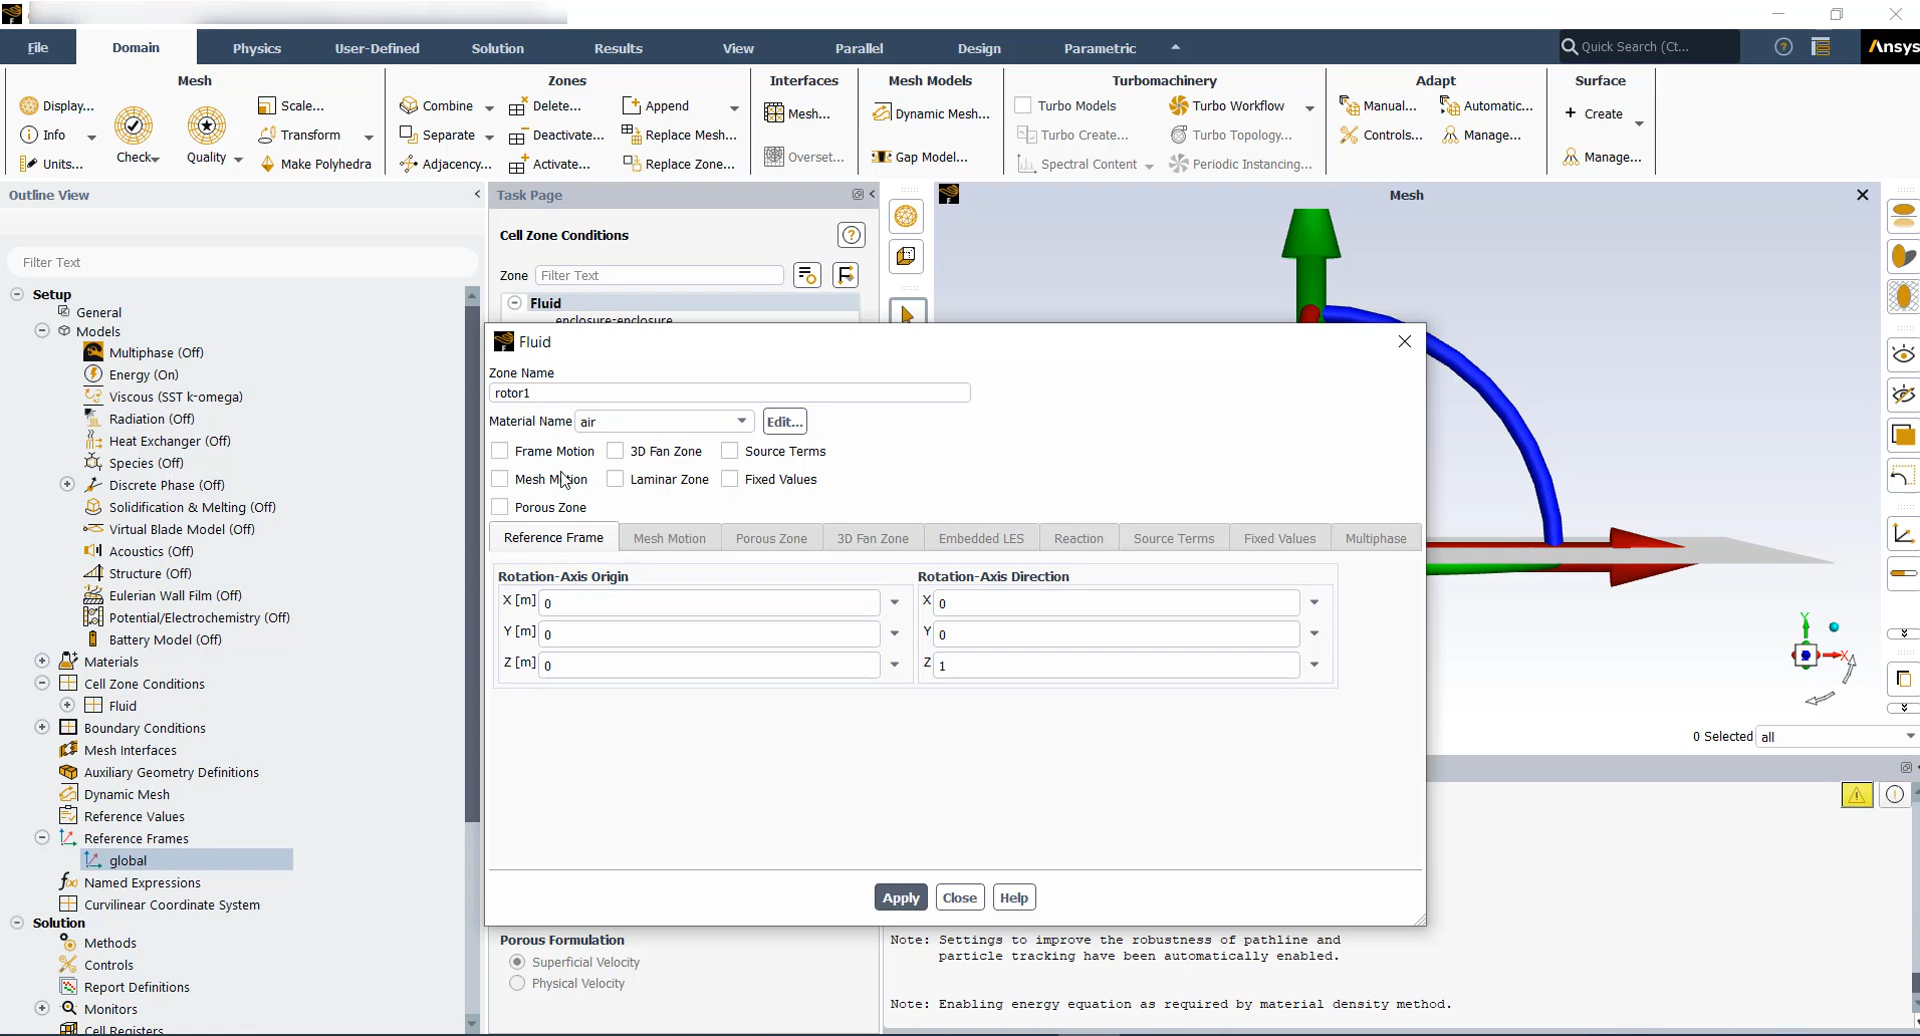 File Domain Physics User-Defined Solution Results View Parallel Design Parametric Quick Search (Ct... Ansys
Mesh Zones Interfaces Mesh Models Turbomachinery Adapt Surface
Display... Scale... Combine Delete... Append Mesh... Dynamic Mesh... Turbo Models Turbo Workflow Manual... Automatic... Create
Info Check Quality Transform Separate Deactivate... Replace Mesh... Turbo Create... Turbo Topology... Controls... Manage...
Units... Make Polyhedra Adjacency... Activate... Replace Zone... Overset... Gap Model... Spectral Content Periodic Instancing... Manage...
Outline View
Filter Text
Setup
General
Models
Multiphase (Off)
Energy (On)
Viscous (SST k-omega)
Radiation (Off)
Heat Exchanger (Off)
Species (Off)
Discrete Phase (Off)
Solidification & Melting (Off)
Virtual Blade Model (Off)
Acoustics (Off)
Structure (Off)
Eulerian Wall Film (Off)
Potential/Electrochemistry (Off)
Battery Model (Off)
Materials
Cell Zone Conditions
Fluid
Boundary Conditions
Mesh Interfaces
Auxiliary Geometry Definitions
Dynamic Mesh
Reference Values
Reference Frames
global
Named Expressions
Curvilinear Coordinate System
Solution
Methods
Controls
Report Definitions
Monitors
Cell Registers
Task Page
Cell Zone Conditions ?
Zone Filter Text
Fluid
enclosure-enclosure
Mesh
Fluid
Zone Name
rotor1
Material Name air Edit...
Frame Motion 3D Fan Zone Source Terms
Mesh Motion Laminar Zone Fixed Values
Porous Zone
Reference Frame Mesh Motion Porous Zone 3D Fan Zone Embedded LES Reaction Source Terms Fixed Values Multiphase
Rotation-Axis Origin Rotation-Axis Direction
X [m] 0 X 0
Y [m] 0 Y 0
Z [m] 0 Z 1
Apply Close Help
Y
X
0 Selected all
Porous Formulation
Superficial Velocity
Physical Velocity
Note: Settings to improve the robustness of pathline and
particle tracking have been automatically enabled.
Note: Enabling energy equation as required by material density method.